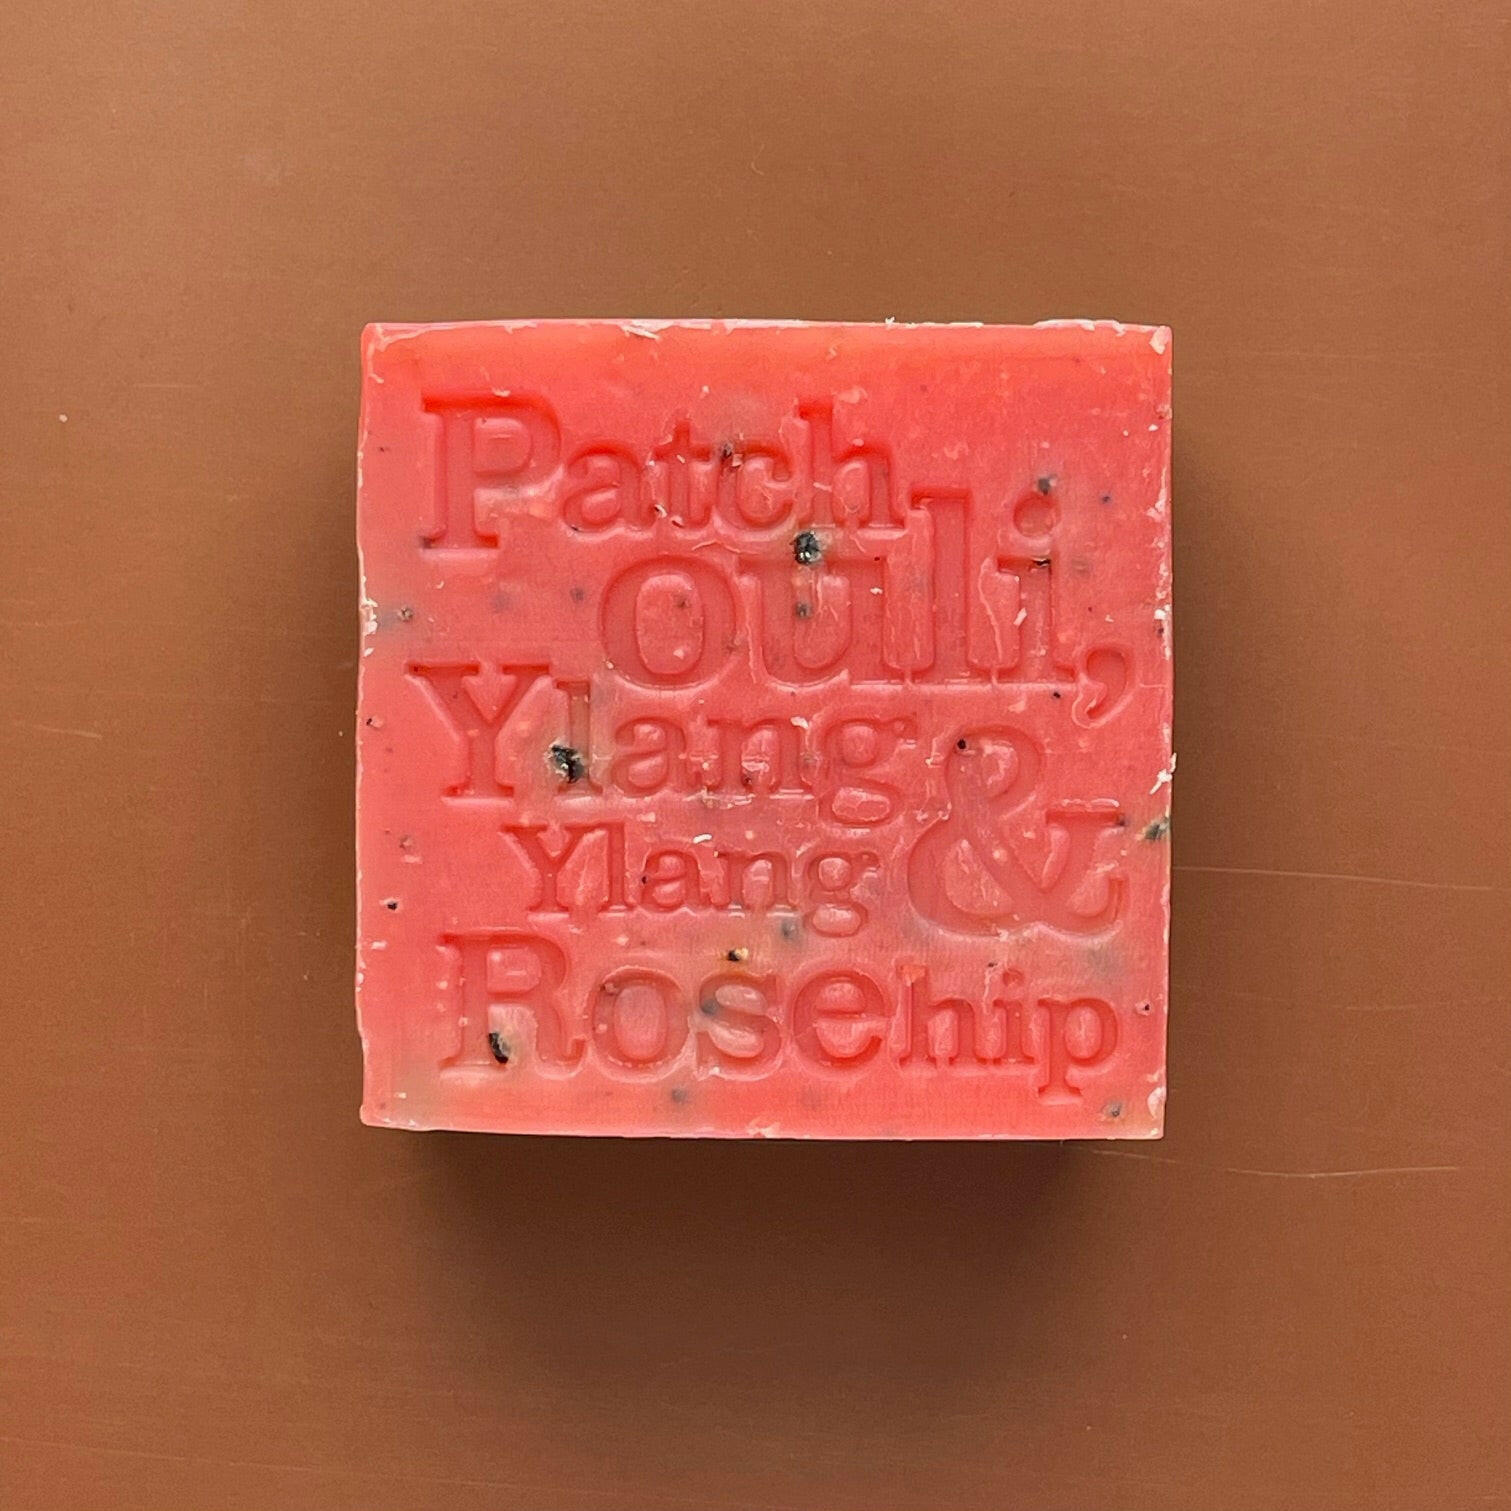 Patch
ouli,
Ylang
Ylang &
Rosehip